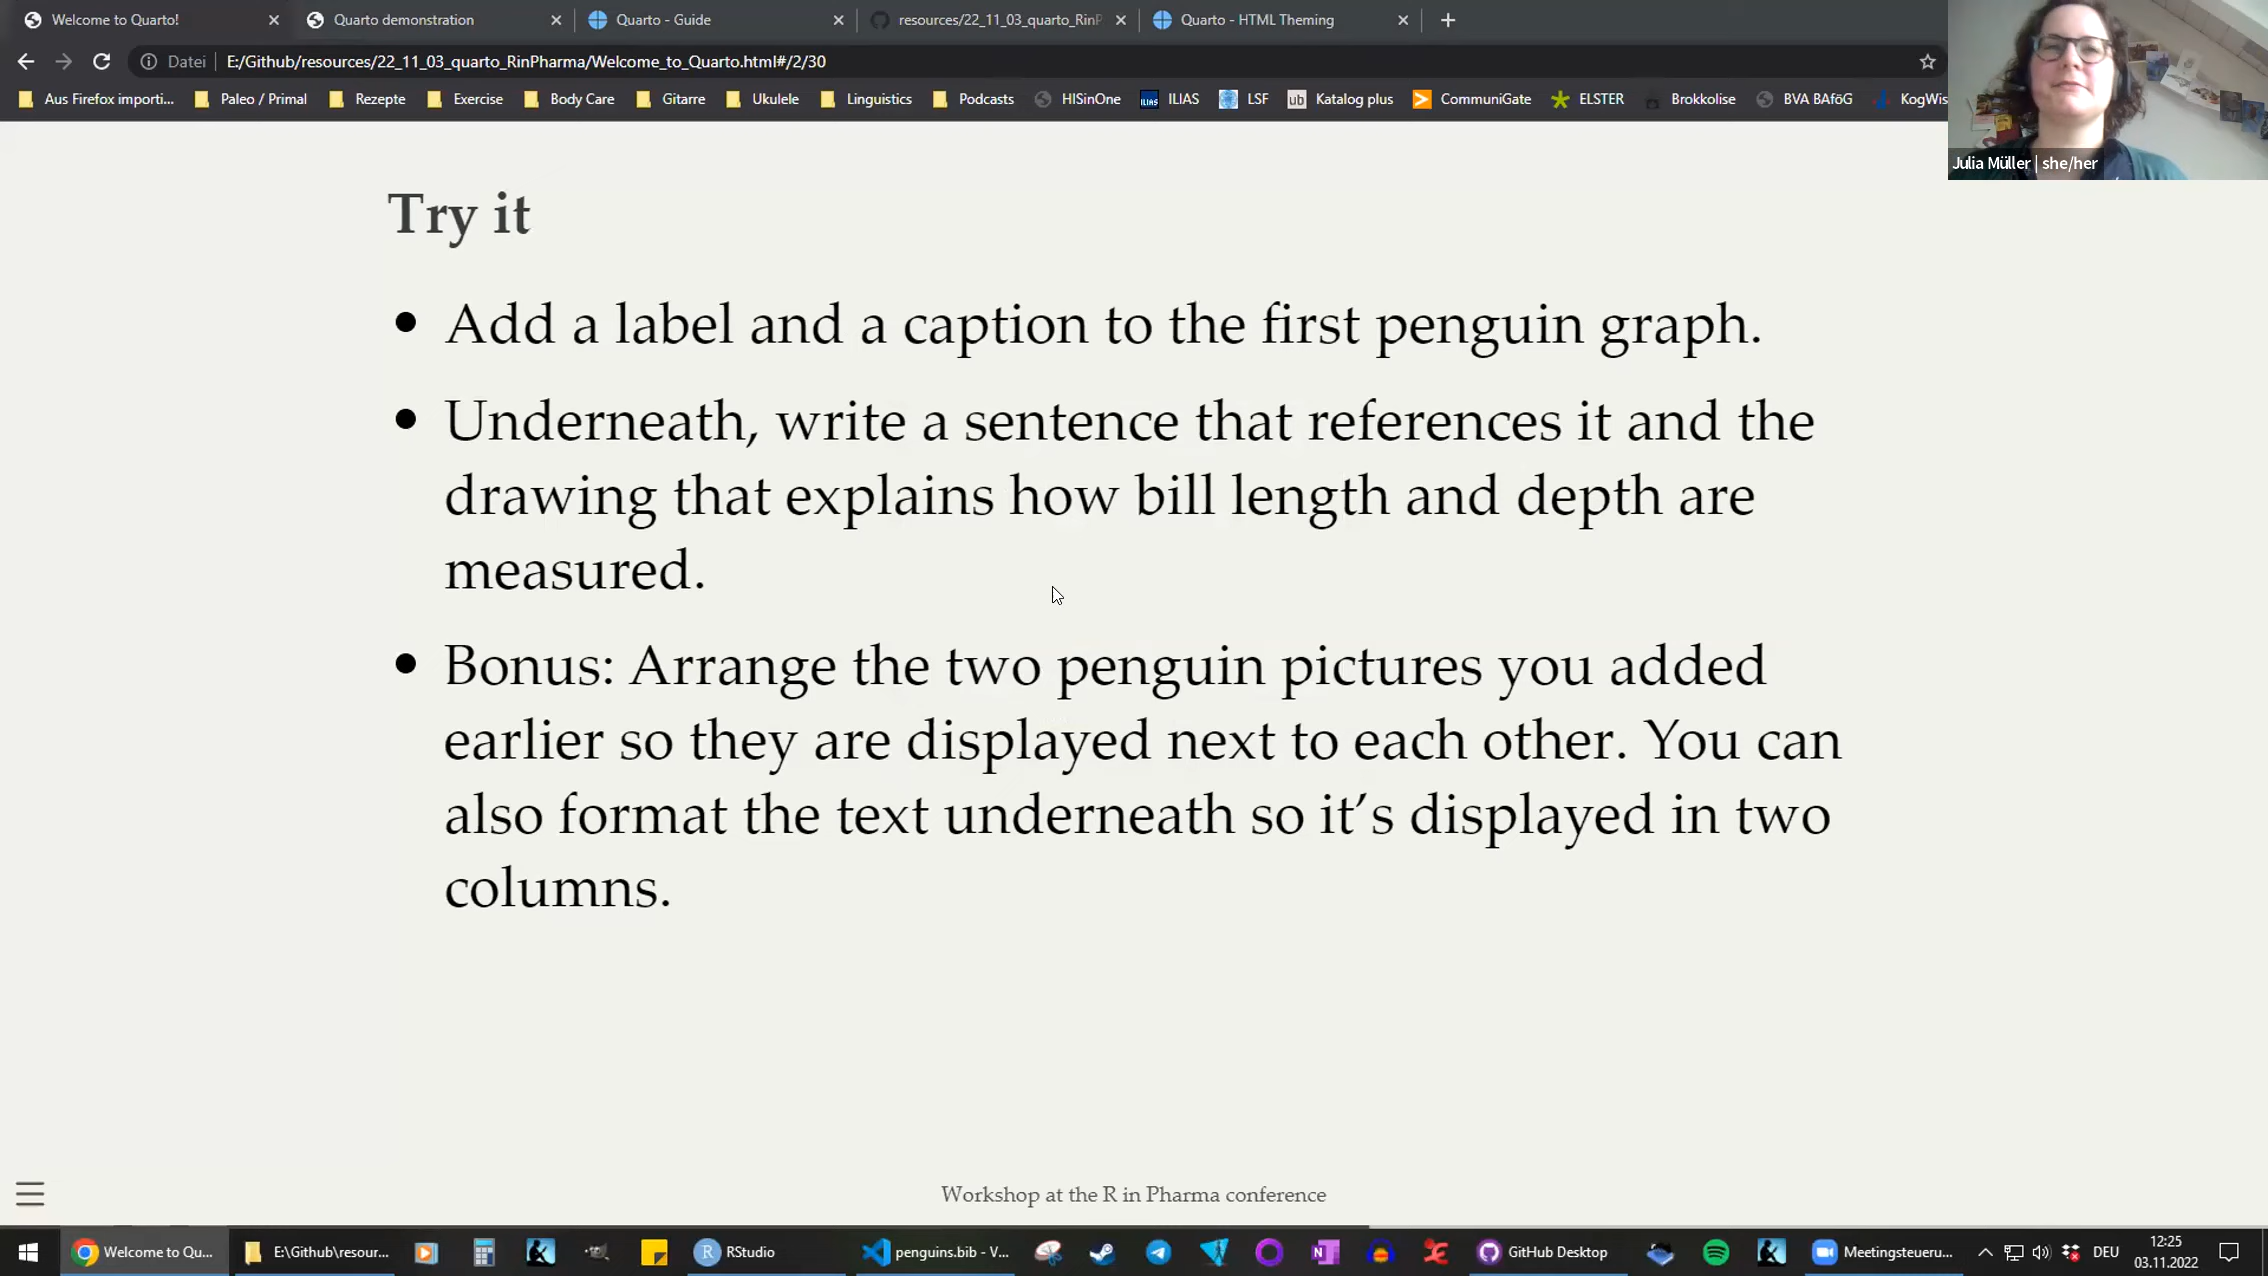 Welcome to Quarto!
Quarto demonstration
Quarto - Guide
resources/22_11_03_quarto_RinP
Quarto - HTML Theming
Datei
E:/Github/resources/22_11_03_quarto_RinPharma/Welcome_to_Quarto.html#/2/30
Aus Firefox importi...
Paleo / Primal
Rezepte
Exercise
Body Care
Gitarre
Ukulele
Linguistics
Podcasts
HISinOne
ILIAS
LSF
ub
Katalog plus
CommuniGate
ELSTER
Brokkolise
BVA BAföG
KogWis
Julia Müller | she/her
Try it
• Add a label and a caption to the first penguin graph.
• Underneath, write a sentence that references it and the
drawing that explains how bill length and depth are
measured.
• Bonus: Arrange the two penguin pictures you added
earlier so they are displayed next to each other. You can
also format the text underneath so it’s displayed in two
columns.
Workshop at the R in Pharma conference
Welcome to Qu...
E:\Github\resour...
RStudio
penguins.bib - V...
GitHub Desktop
Meetingsteueru...
DEU
12:25
03.11.2022